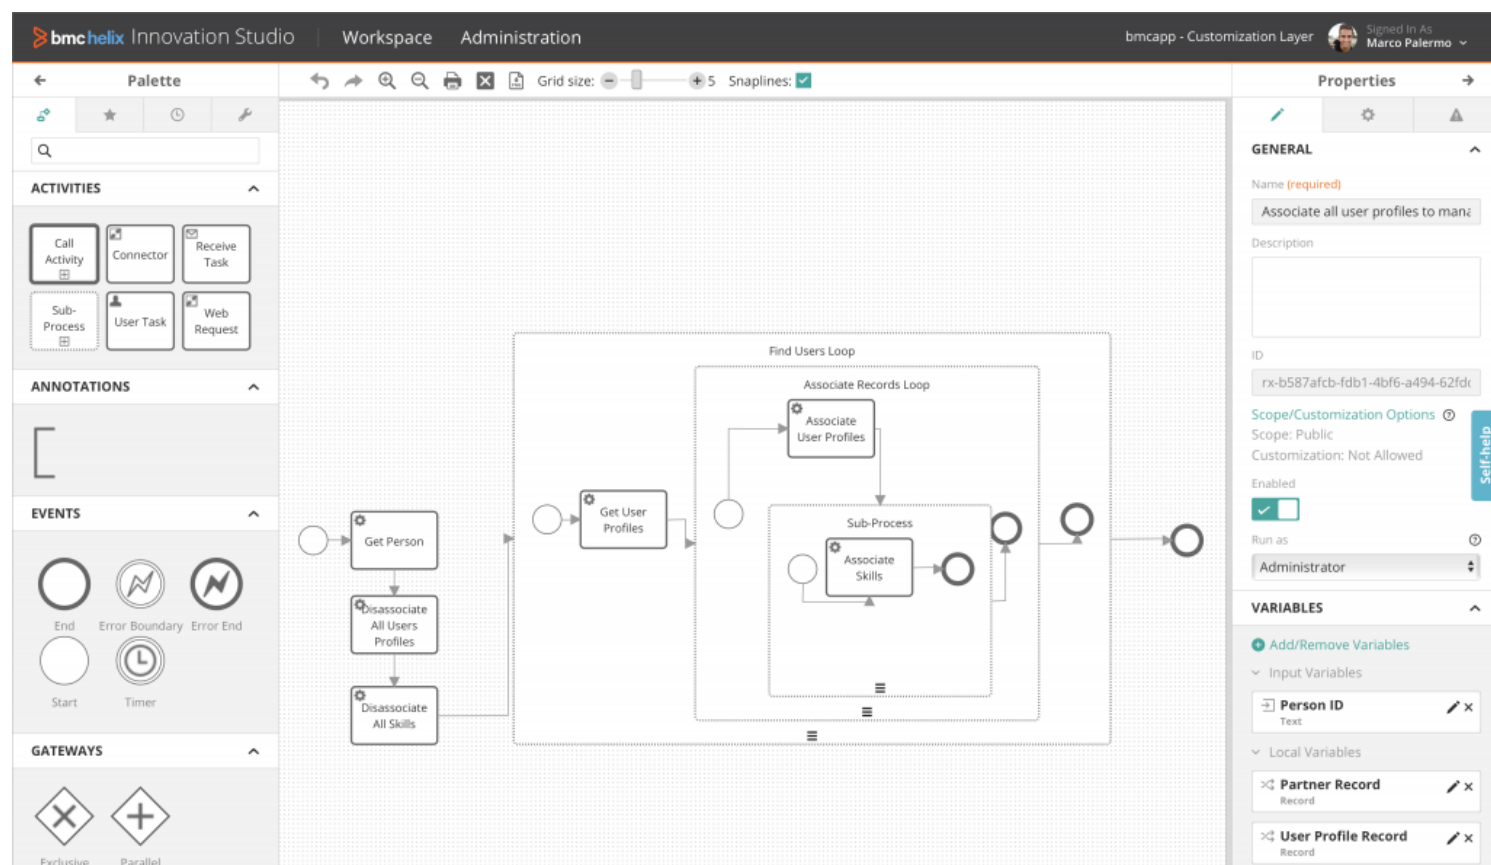 bmchelix Innovation Studio
Workspace
Administration
bmcapp - Customization Layer
Signed In As
Marco Palermo
Palette
Grid size:
5
Snaplines:
Properties
ACTIVITIES
Call
Activity
Connector
Receive
Task
Sub-
Process
User Task
Web
Request
ANNOTATIONS
EVENTS
End
Error Boundary
Error End
Start
Timer
GATEWAYS
Exclusive
Parallel
Find Users Loop
Associate Records Loop
Associate
User Profiles
Get User
Profiles
Sub-Process
Associate
Skills
Get Person
Disassociate
All Users
Profiles
Disassociate
All Skills
GENERAL
Name (required)
Associate all user profiles to mana
Description
ID
rx-b587afcb-fdb1-4bf6-a494-62fd
Scope/Customization Options
Scope: Public
Customization: Not Allowed
Enabled
Run as
Administrator
Self-help
VARIABLES
Add/Remove Variables
Input Variables
Person ID
Text
Local Variables
Partner Record
Record
User Profile Record
Record